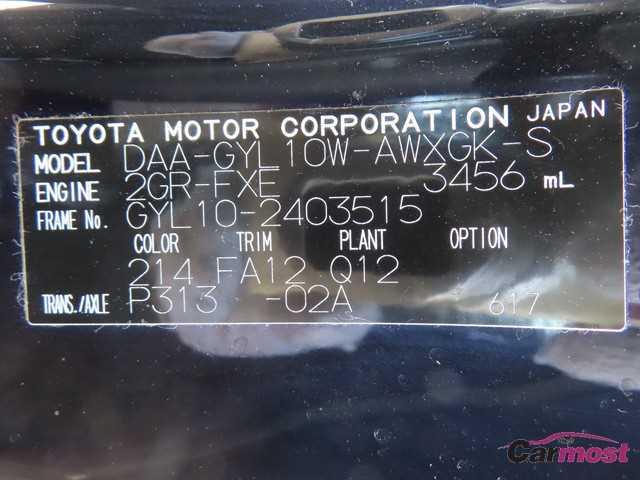 TOYOTA MOTOR CORPORATION JAPAN
MODEL DAA-GYL10W-AWXGK-S
ENGINE 2GR-FXE 3456 mL
FRAME No. GYL10-2403515
COLOR TRIM PLANT OPTION
214 FA12 Q12
TRANS./AXLE P313 -02A 617
Carmost